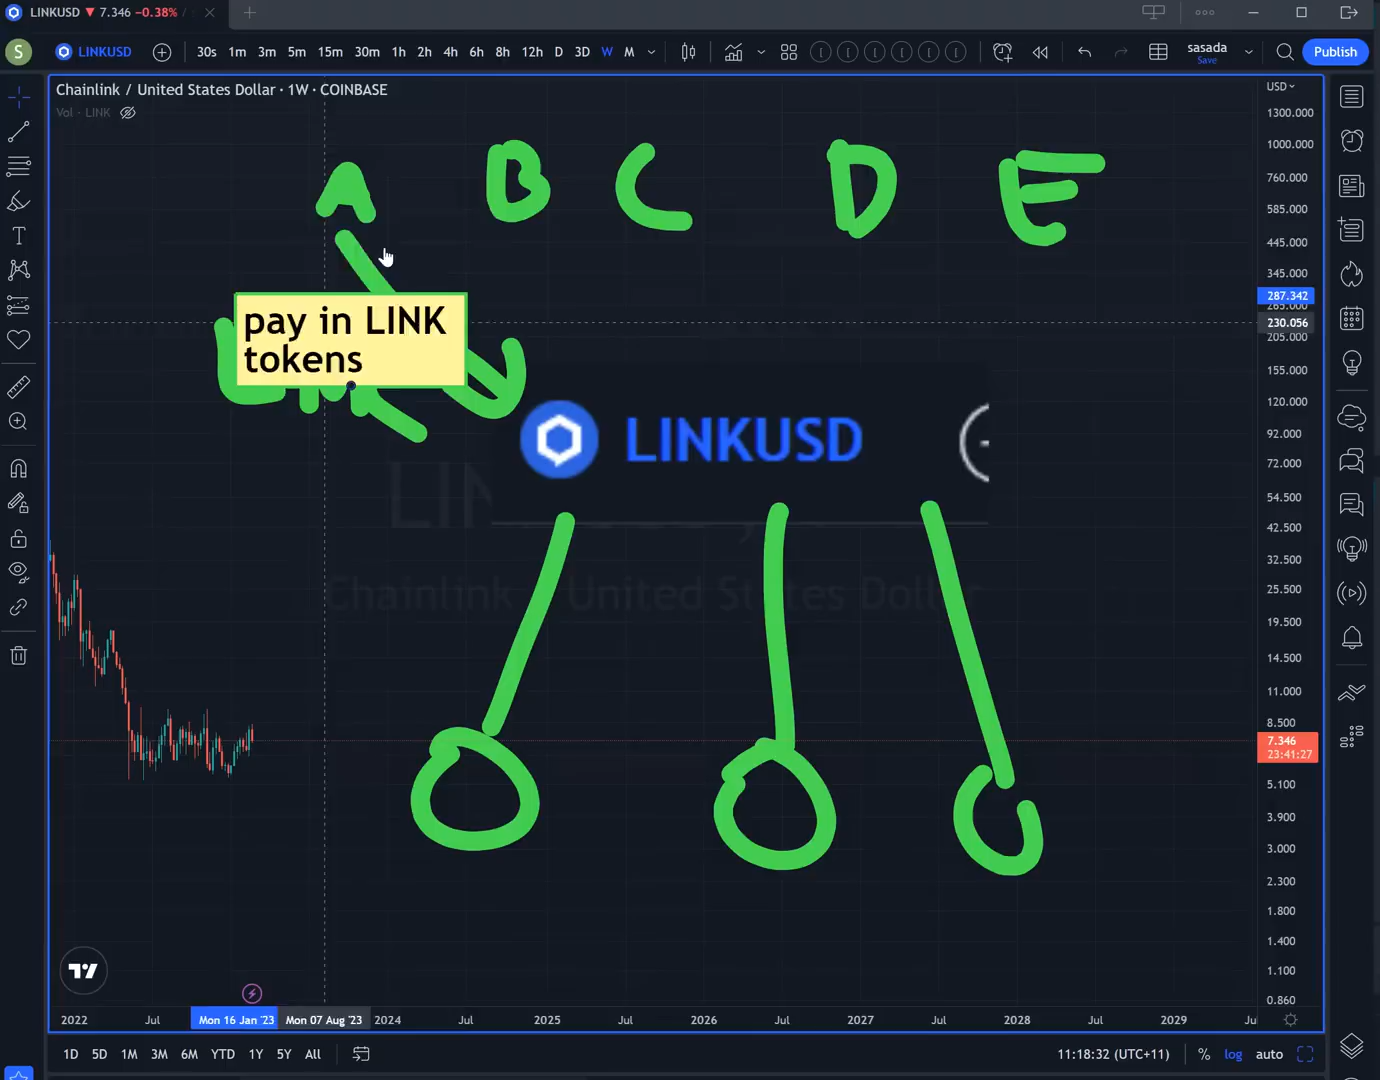 LINKUSD ▼ 7.346 −0.38% /
S
LINKUSD
30s 1m 3m 5m 15m 30m 1h 2h 4h 6h 8h 12h D 3D W M
sasada
Save
Publish
Chainlink / United States Dollar · 1W · COINBASE
Vol · LINK
USD
A B C D E
pay in LINK
tokens
LINKUSD
Chainlink United States Dollar
1300.000
1000.000
760.000
585.000
445.000
345.000
287.342
265.000
230.056
205.000
155.000
120.000
92.000
72.000
54.500
42.500
32.500
25.500
19.500
14.500
11.000
8.500
7.346
23:41:27
5.100
3.900
3.000
2.300
1.800
1.400
1.100
0.860
2022 Jul Mon 16 Jan '23 Mon 07 Aug '23 2024 Jul 2025 Jul 2026 Jul 2027 Jul 2028 Jul 2029 Ju
1D 5D 1M 3M 6M YTD 1Y 5Y All
11:18:32 (UTC+11) % log auto